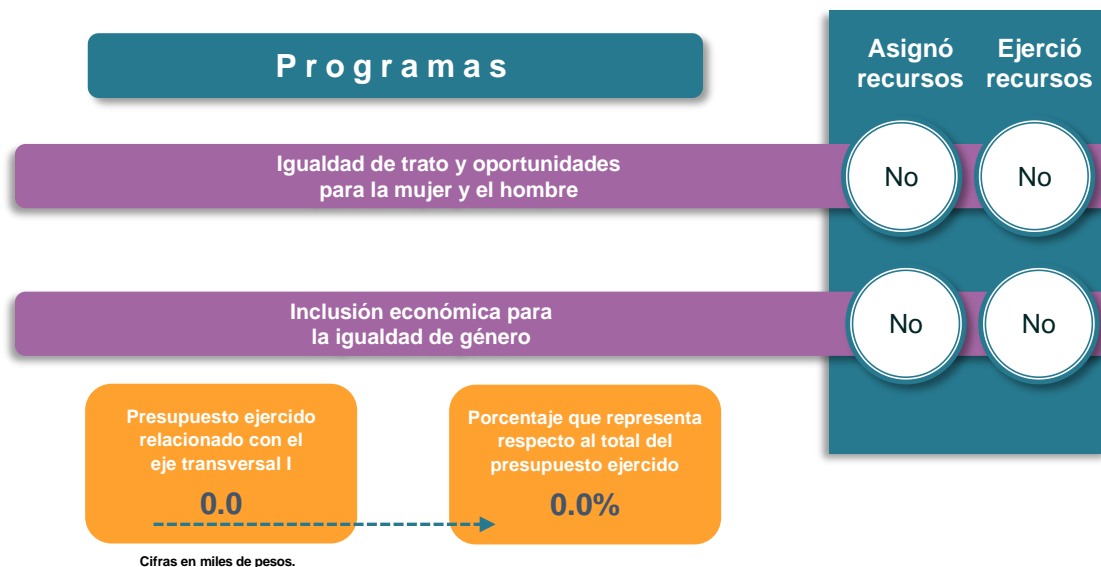 Programas
Asignó recursos
Ejerció recursos
Igualdad de trato y oportunidades
para la mujer y el hombre
No
No
Inclusión económica para
la igualdad de género
No
No
Presupuesto ejercido
relacionado con el
eje transversal I
0.0
Porcentaje que representa
respecto al total del
presupuesto ejercido
0.0%
Cifras en miles de pesos.